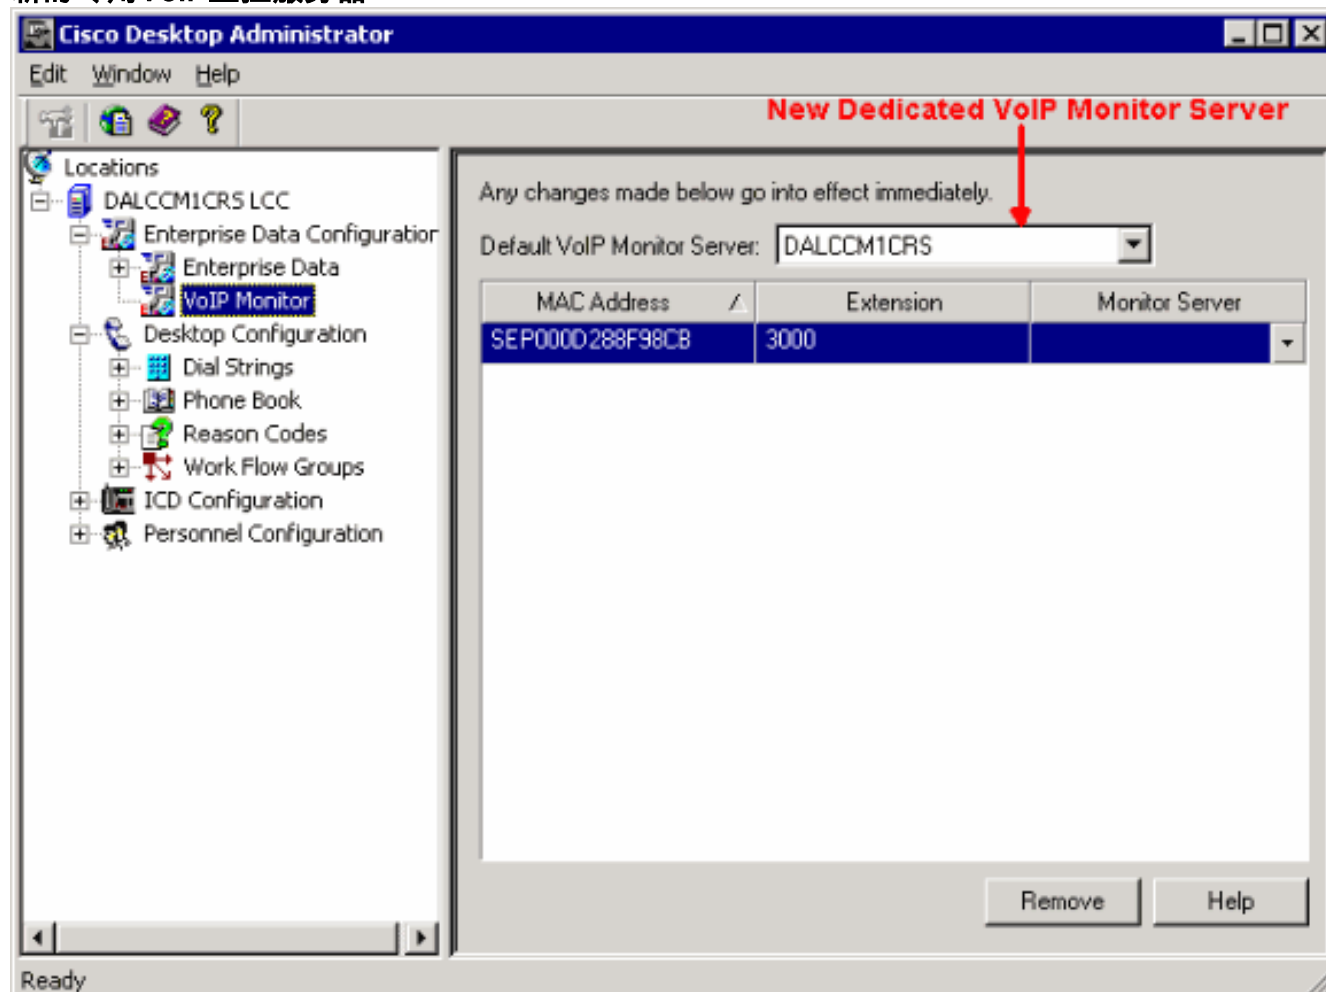 Cisco Desktop Administrator
Edit Window Help
New Dedicated VoIP Monitor Server
Locations
DALCCM1CRS LCC
Enterprise Data Configuration
Enterprise Data
VoIP Monitor
Desktop Configuration
Dial Strings
Phone Book
Reason Codes
Work Flow Groups
ICD Configuration
Personnel Configuration
Any changes made below go into effect immediately.
Default VoIP Monitor Server: DALCCM1CRS
MAC Address Extension Monitor Server
SEP000D288F98CB 3000
Remove Help
Ready